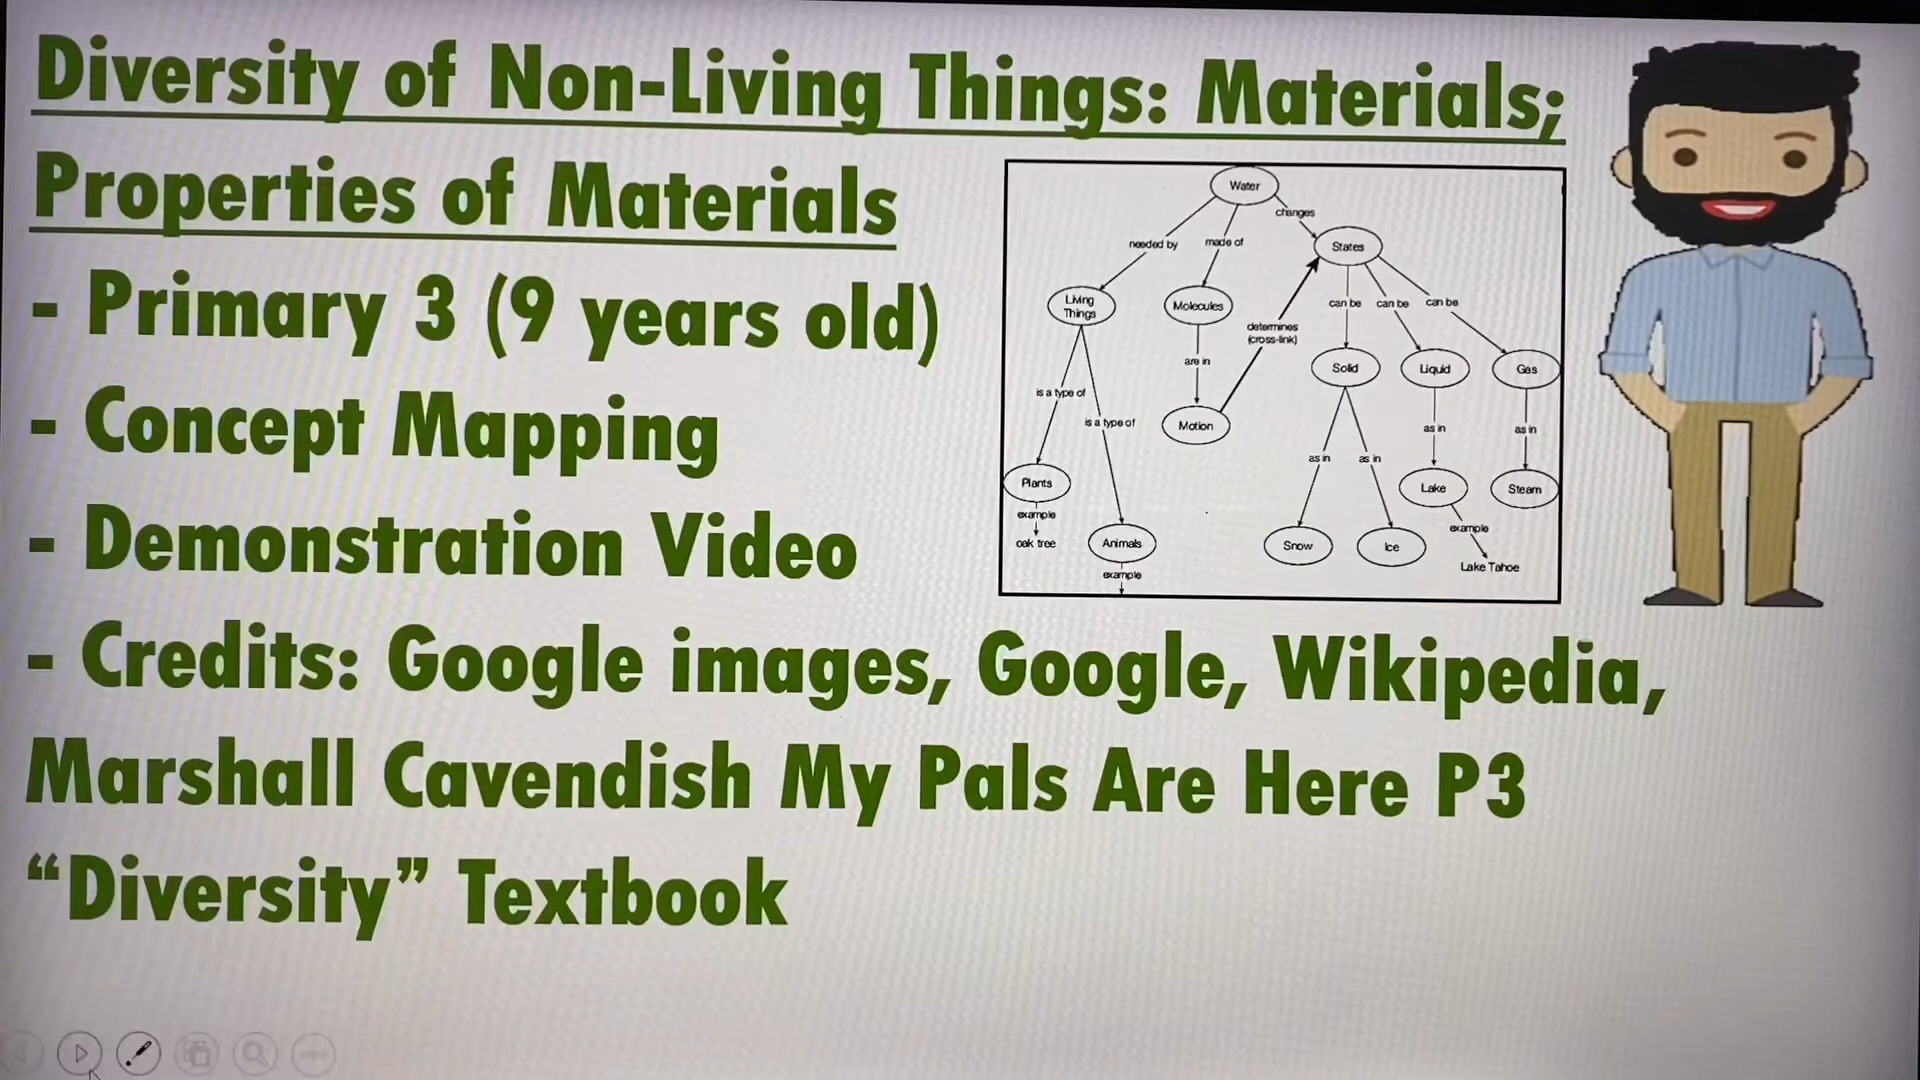 Diversity of Non-Living Things: Materials;
Properties of Materials
- Primary 3 (9 years old)
- Concept Mapping
- Demonstration Video
- Credits: Google images, Google, Wikipedia,
Marshall Cavendish My Pals Are Here P3
“Diversity” Textbook
Water
changes
needed by
made of
States
Living
Things
Molecules
can be
can be
can be
determines
(cross-link)
are in
Solid
Liquid
Gas
is a type of
is a type of
Motion
as in
as in
as in
as in
Plants
Lake
Steam
example
example
oak tree
Animals
Snow
Ice
Lake Tahoe
example